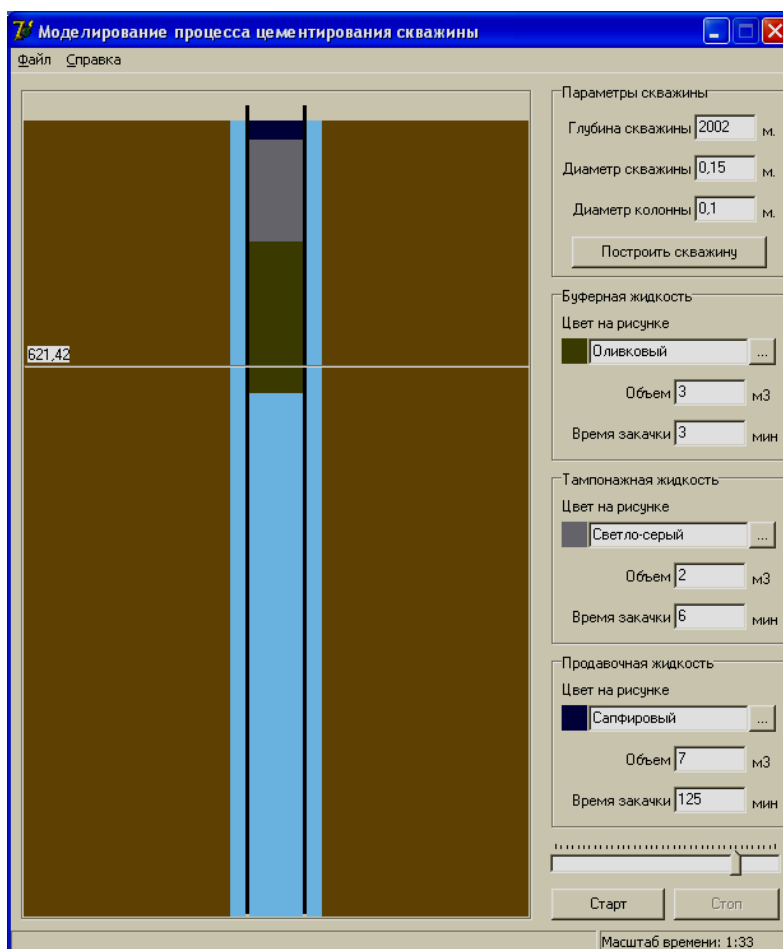 Моделирование процесса цементирования скважины
Файл Справка
621,42
Параметры скважины
Глубина скважины 2002 м.
Диаметр скважины 0,15 м.
Диаметр колонны 0,1 м.
Построить скважину
Буферная жидкость
Цвет на рисунке
Оливковый ...
Объем 3 м3
Время закачки 3 мин
Тампонажная жидкость
Цвет на рисунке
Светло-серый ...
Объем 2 м3
Время закачки 6 мин
Продавочная жидкость
Цвет на рисунке
Сапфировый ...
Объем 7 м3
Время закачки 125 мин
Старт Стоп
Масштаб времени: 1:33